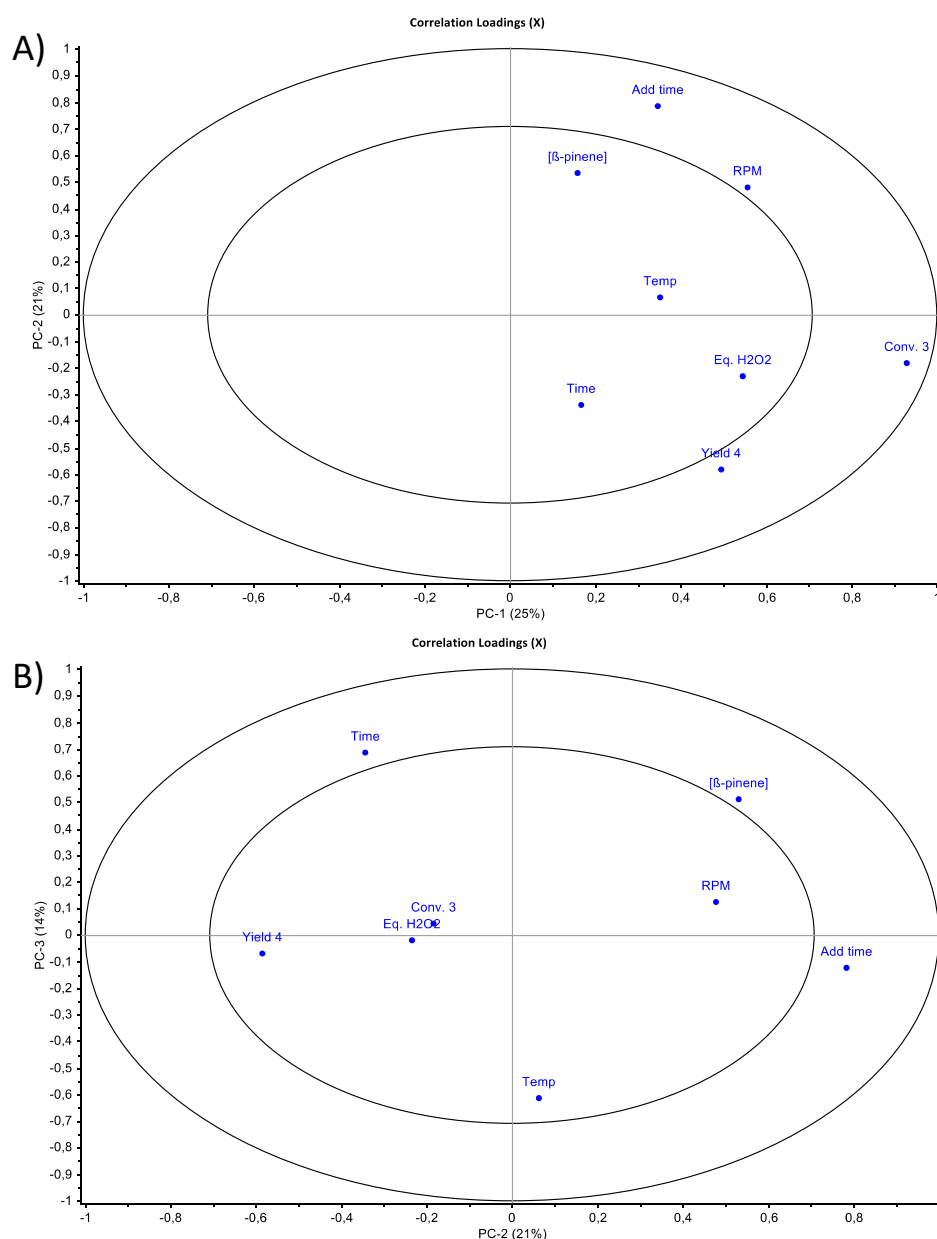 Correlation Loadings (X)
A)
1
0,9
Add time
0,8
0,7
[ß-pinene]
0,6
RPM
0,5
0,4
0,3
0,2
Temp
0,1
0
-0,1
Conv. 3
Eq. H2O2
-0,2
Time
-0,3
-0,4
-0,5
Yield 4
-0,6
-0,7
-0,8
-0,9
-1
PC-2 (21%)
-1 -0,8 -0,6 -0,4 -0,2 0 0,2 0,4 0,6 0,8 1
PC-1 (25%)
Correlation Loadings (X)
B)
1
0,9
0,8
Time
0,7
0,6
[ß-pinene]
0,5
0,4
0,3
0,2
RPM
0,1
Conv. 3
Eq. H2O2
0
Yield 4
Add time
-0,1
-0,2
-0,3
-0,4
-0,5
Temp
-0,6
-0,7
-0,8
-0,9
-1
PC-3 (14%)
-1 -0,8 -0,6 -0,4 -0,2 0 0,2 0,4 0,6 0,8
PC-2 (21%)